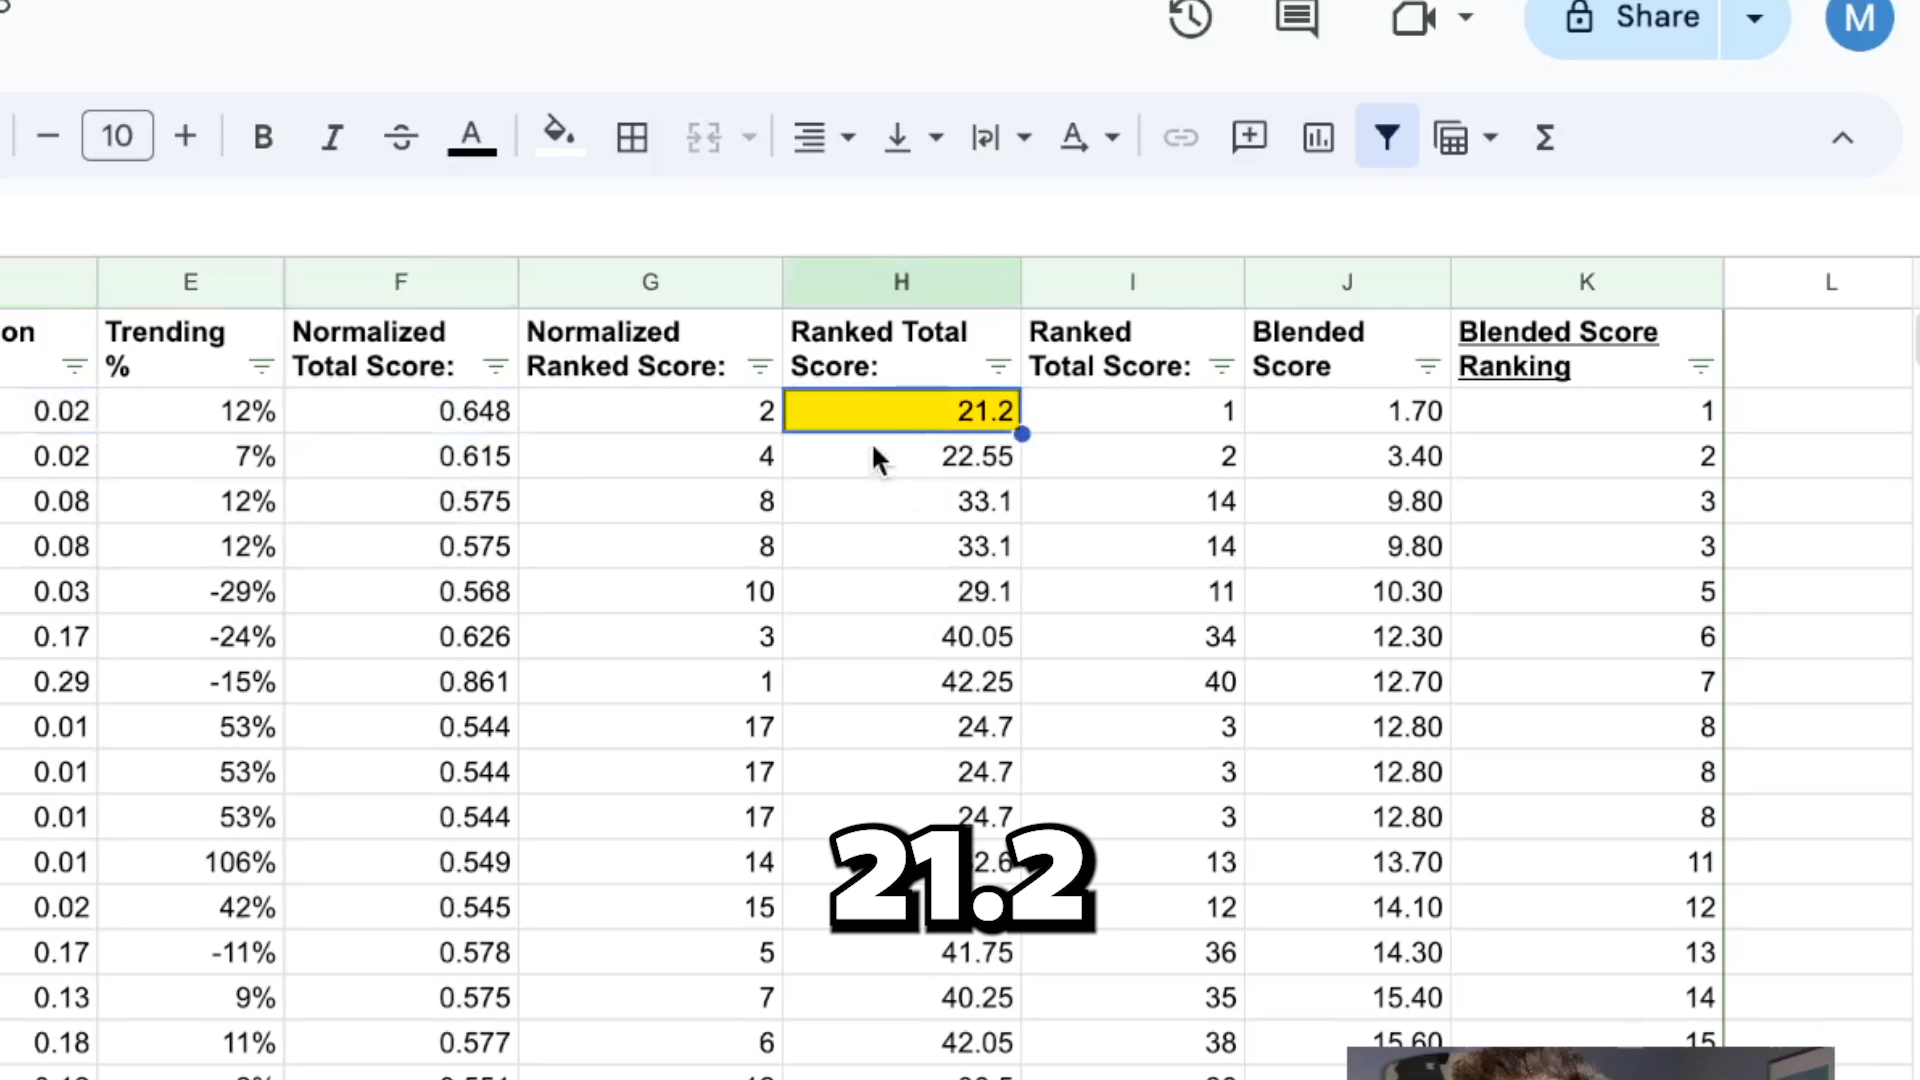 Share M
10 B I S A A Σ
E F G H I J K L
on Trending % Normalized Total Score: Normalized Ranked Score: Ranked Total Score: Ranked Total Score: Blended Score Blended Score Ranking
0.02 12% 0.648 2 21.2 1 1.70 1
0.02 7% 0.615 4 22.55 2 3.40 2
0.08 12% 0.575 8 33.1 14 9.80 3
0.08 12% 0.575 8 33.1 14 9.80 3
0.03 -29% 0.568 10 29.1 11 10.30 5
0.17 -24% 0.626 3 40.05 34 12.30 6
0.29 -15% 0.861 1 42.25 40 12.70 7
0.01 53% 0.544 17 24.7 3 12.80 8
0.01 53% 0.544 17 24.7 3 12.80 8
0.01 53% 0.544 17 24.7 3 12.80 8
0.01 106% 0.549 14 13 13.70 11
0.02 42% 0.545 15 12 14.10 12
21.2
0.17 -11% 0.578 5 41.75 36 14.30 13
0.13 9% 0.575 7 40.25 35 15.40 14
0.18 11% 0.577 6 42.05 38 15.60 15